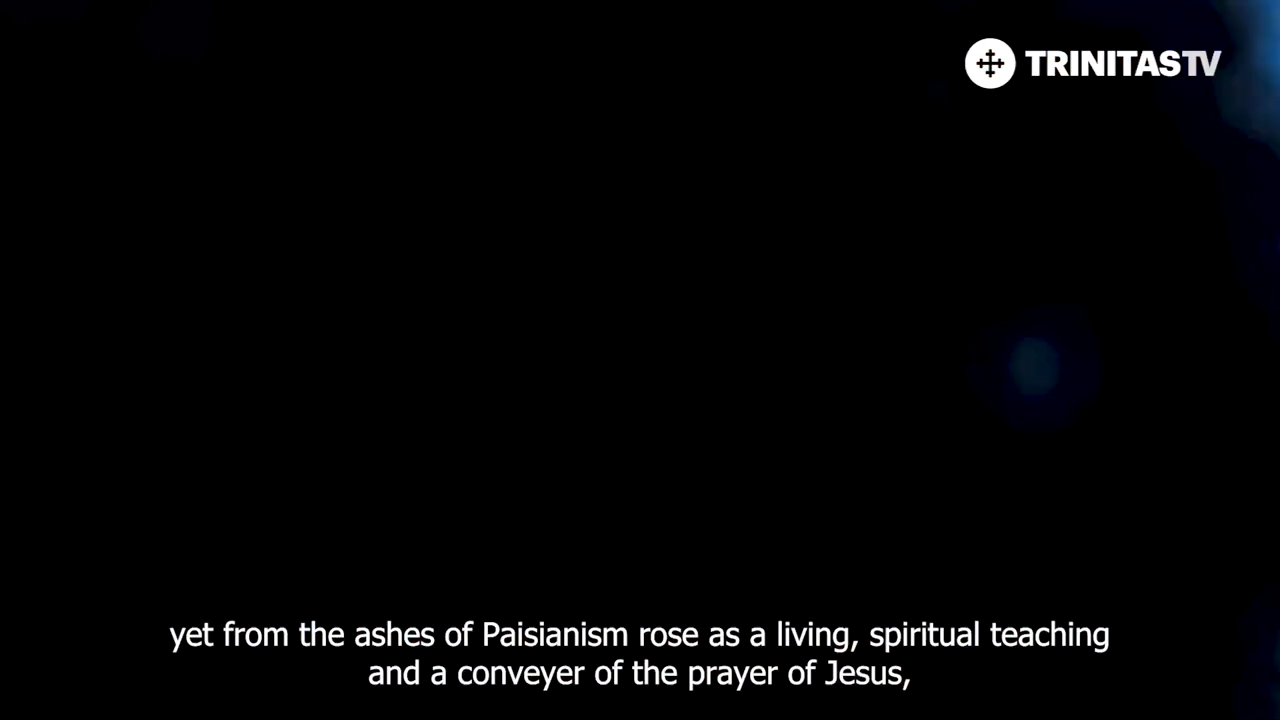 TRINITASTV
yet from the ashes of Paisianism rose as a living, spiritual teaching
and a conveyer of the prayer of Jesus,